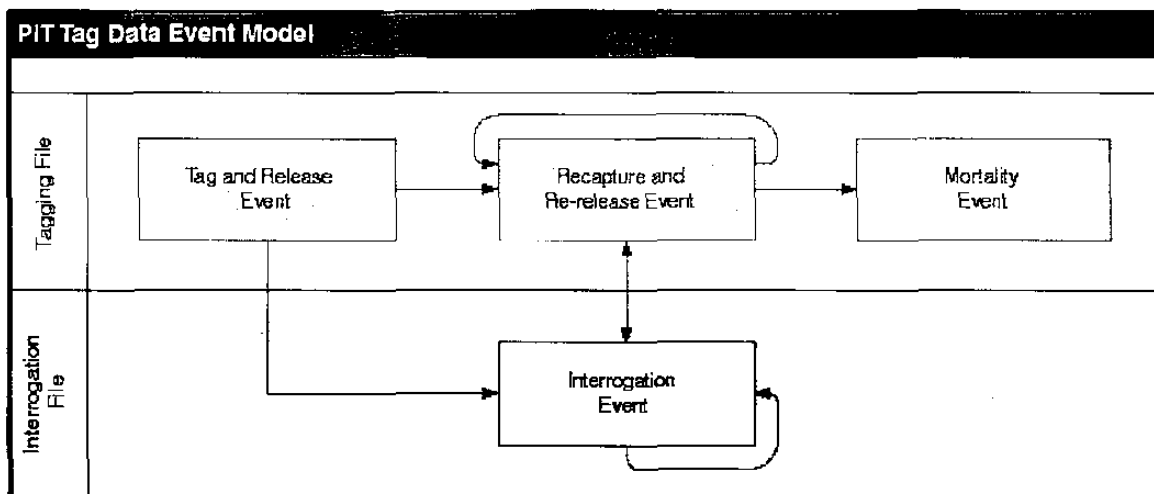 PIT Tag Data Event Model
Tagging File
Tag and Release
Event
Recapture and
Re-release Event
Mortality
Event
Interrogation
File
Interrogation
Event